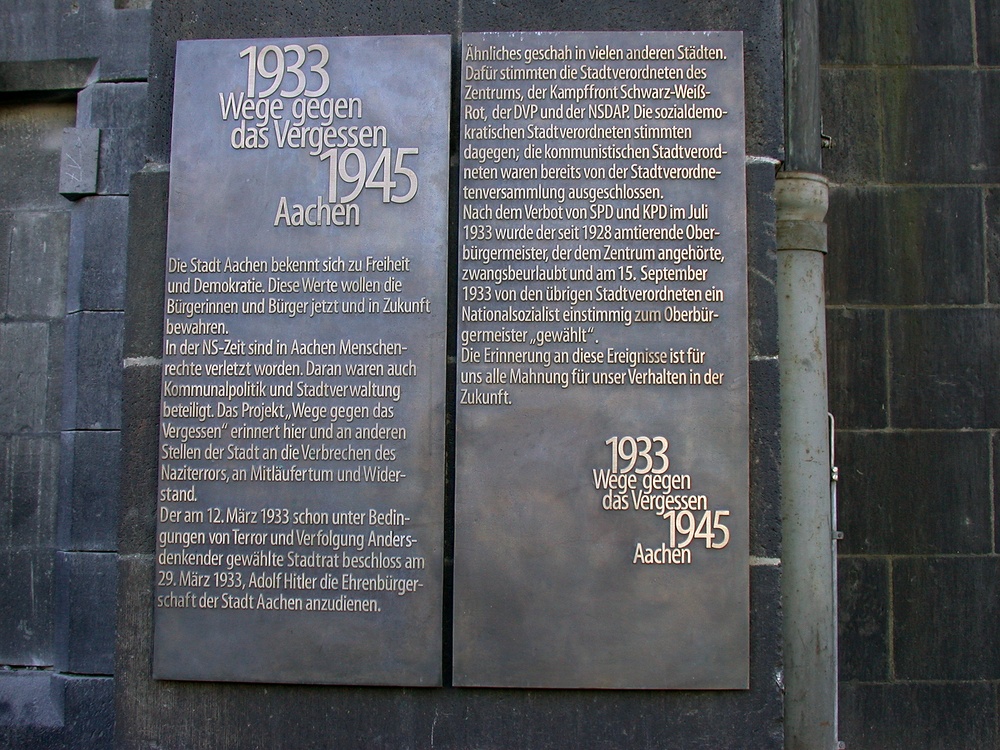 1933
Wege gegen
das Vergessen
1945
Aachen
Die Stadt Aachen bekennt sich zu Freiheit
und Demokratie. Diese Werte wollen die
Bürgerinnen und Bürger jetzt und in Zukunft
bewahren.
In der NS-Zeit sind in Aachen Menschen-
rechte verletzt worden. Daran waren auch
Kommunalpolitik und Stadtverwaltung
beteiligt. Das Projekt „Wege gegen das
Vergessen“ erinnert hier und an anderen
Stellen der Stadt an die Verbrechen des
Naziterrors, an Mitläufertum und Wider-
stand.
Der am 12. März 1933 schon unter Bedin-
gungen von Terror und Verfolgung Anders-
denkender gewählte Stadtrat beschloss am
29. März 1933, Adolf Hitler die Ehrenbürger-
schaft der Stadt Aachen anzudienen.
Ähnliches geschah in vielen anderen Städten.
Dafür stimmten die Stadtverordneten des
Zentrums, der Kampffront Schwarz-Weiß-
Rot, der DVP und der NSDAP. Die sozialdemo-
kratischen Stadtverordneten stimmten
dagegen; die kommunistischen Stadtverord-
neten waren bereits von der Stadtverordne-
tenversammlung ausgeschlossen.
Nach dem Verbot von SPD und KPD im Juli
1933 wurde der seit 1928 amtierende Ober-
bürgermeister, der dem Zentrum angehörte,
zwangsbeurlaubt und am 15. September
1933 von den übrigen Stadtverordneten ein
Nationalsozialist einstimmig zum Oberbür-
germeister „gewählt“.
Die Erinnerung an diese Ereignisse ist für
uns alle Mahnung für unser Verhalten in der
Zukunft.
1933
Wege gegen
das Vergessen
1945
Aachen